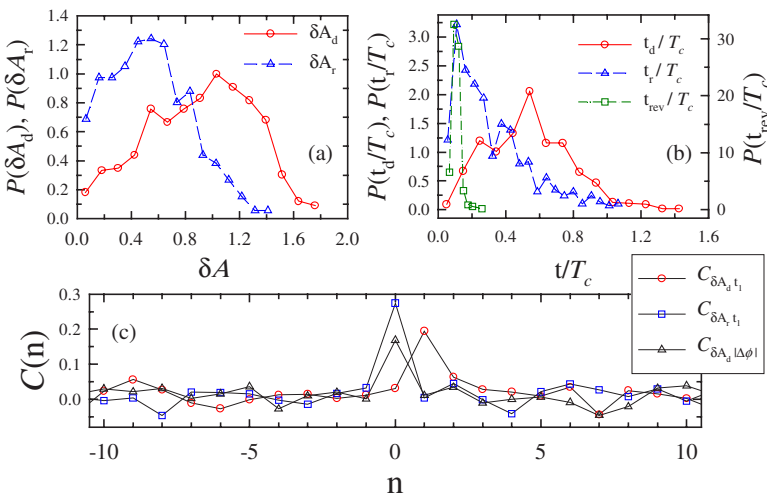 P(δA_d), P(δA_r)
1.4
1.2
1.0
0.8
0.6
0.4
0.2
0.0
δA_d
δA_r
(a)
0.0 0.4 0.8 1.2 1.6 2.0
δA
P(t_d/T_c), P(t_r/T_c)
3.0
2.5
2.0
1.5
1.0
0.5
0.0
t_d/T_c
t_r/T_c
t_rev/T_c
(b)
30
20
10
0
P(t_rev/T_c)
0.0 0.4 0.8 1.2 1.6
t/T_c
C(n)
0.3
0.2
0.1
0.0
(c)
C_δA_d t_1
C_δA_r t_1
C_δA_d|Δϕ|
-10 -5 0 5 10
n